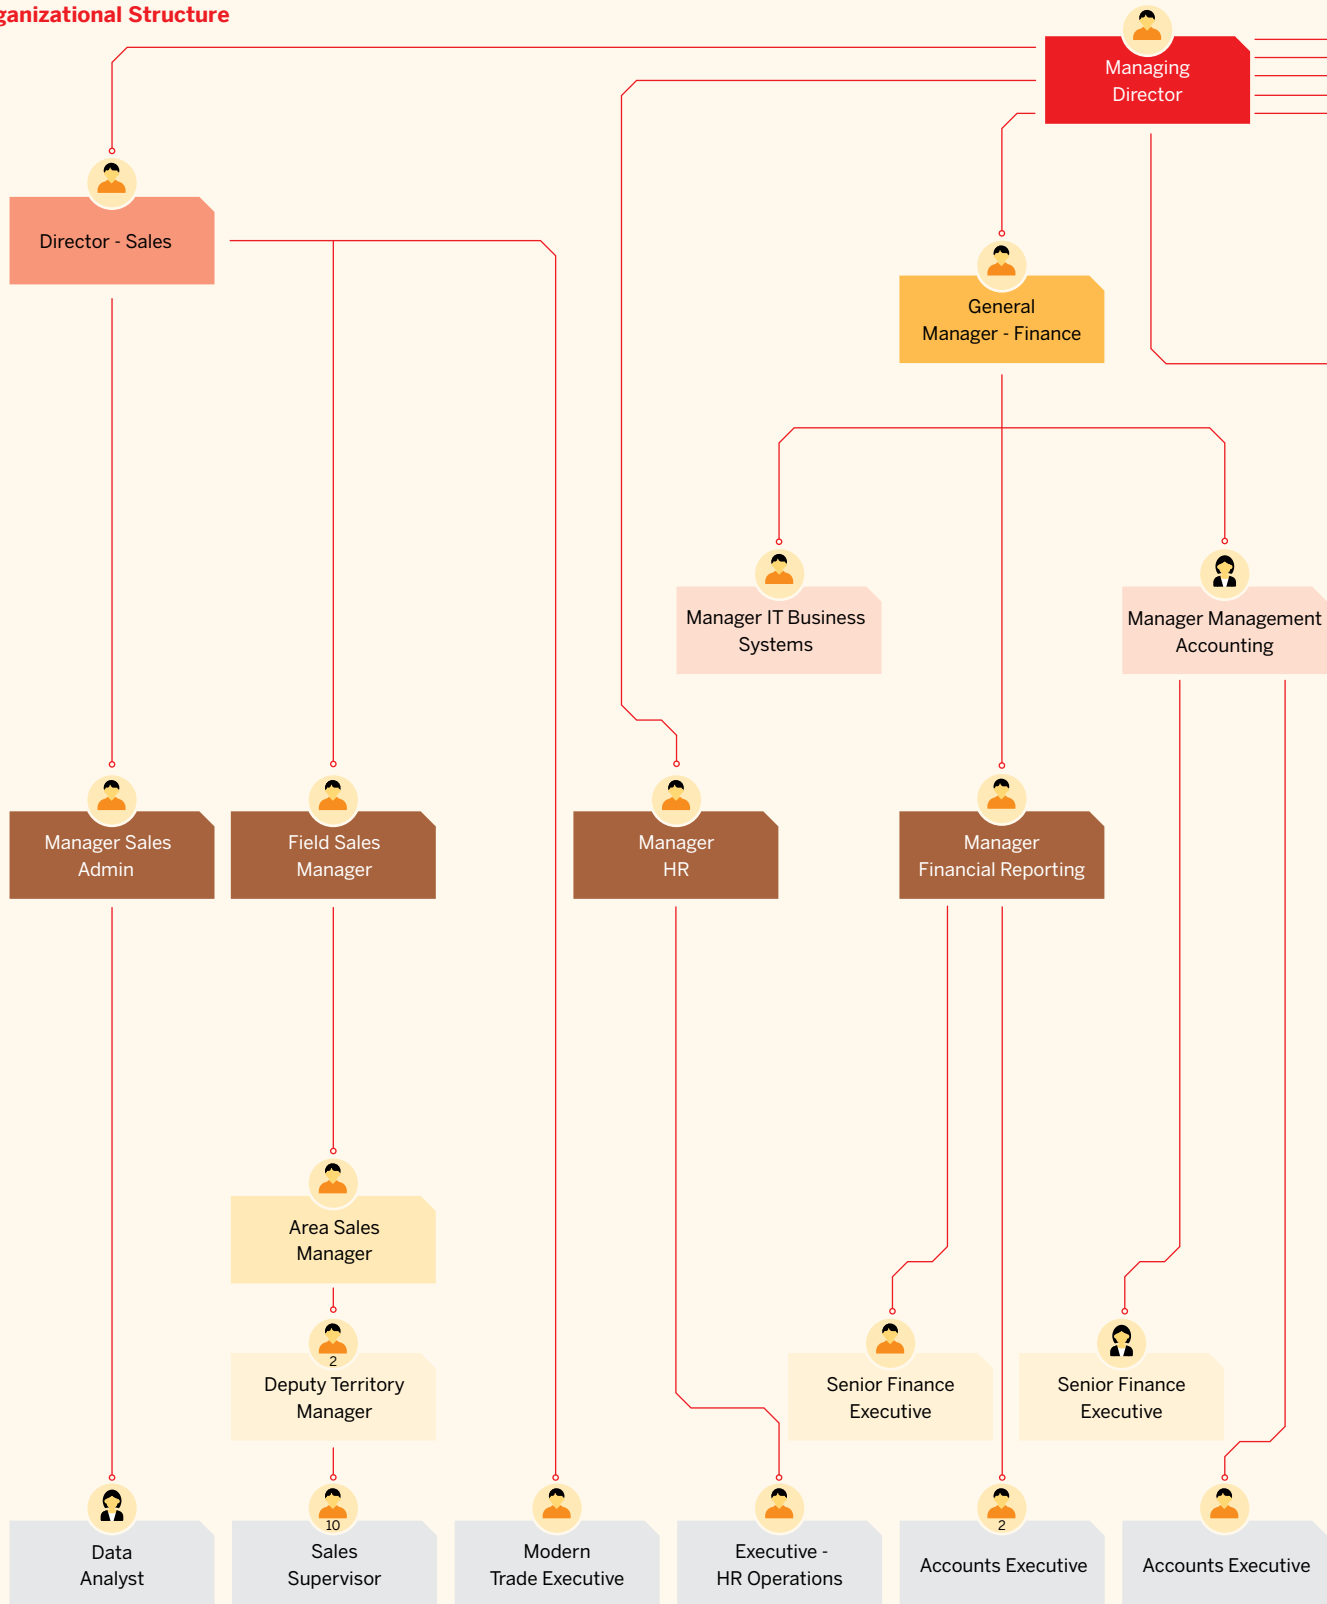 ganizational Structure
Managing
Director
Director - Sales
General
Manager - Finance
Manager IT Business
Systems
Manager Management
Accounting
Manager Sales
Admin
Field Sales
Manager
Manager
HR
Manager
Financial Reporting
Area Sales
Manager
2
Deputy Territory
Manager
Senior Finance
Executive
Senior Finance
Executive
Data
Analyst
10
Sales
Supervisor
Modern
Trade Executive
Executive -
HR Operations
2
Accounts Executive
Accounts Executive